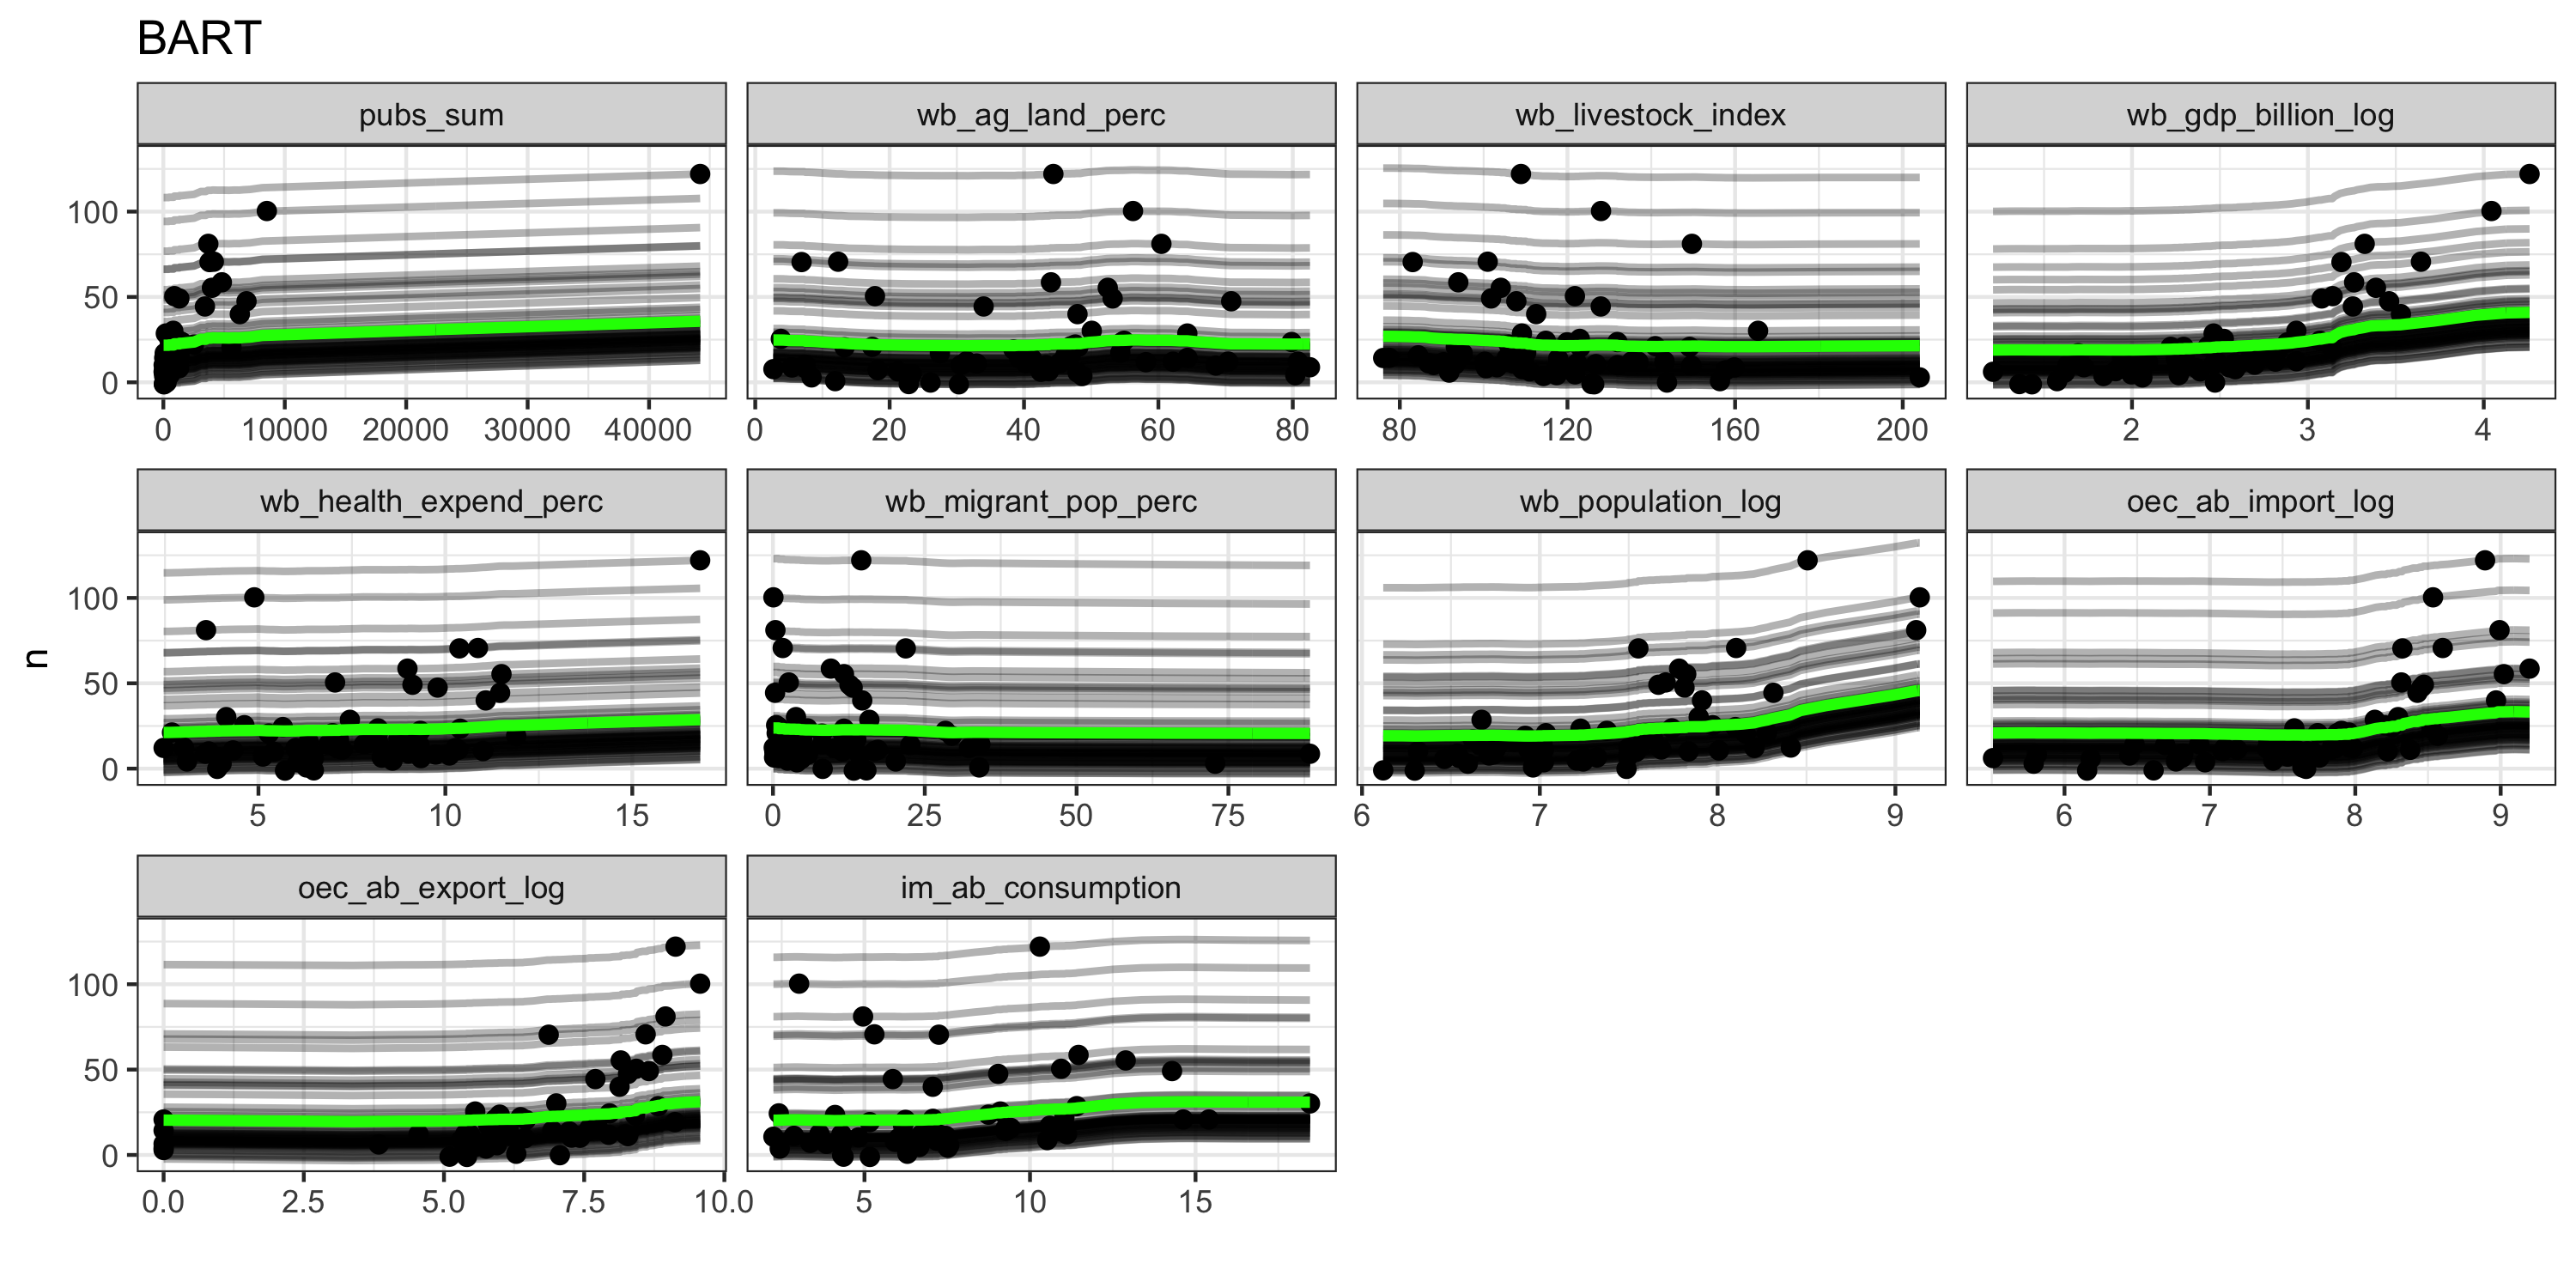 BART
pubs_sum wb_ag_land_perc wb_livestock_index wb_gdp_billion_log
100
50
0
0 10000 20000 30000 40000 0 20 40 60 80 80 120 160 200 2 3 4
wb_health_expend_perc wb_migrant_pop_perc wb_population_log oec_ab_import_log
n
100
50
0
5 10 15 0 25 50 75 6 7 8 9 6 7 8 9
oec_ab_export_log im_ab_consumption
100
50
0
0.0 2.5 5.0 7.5 10.0 5 10 15